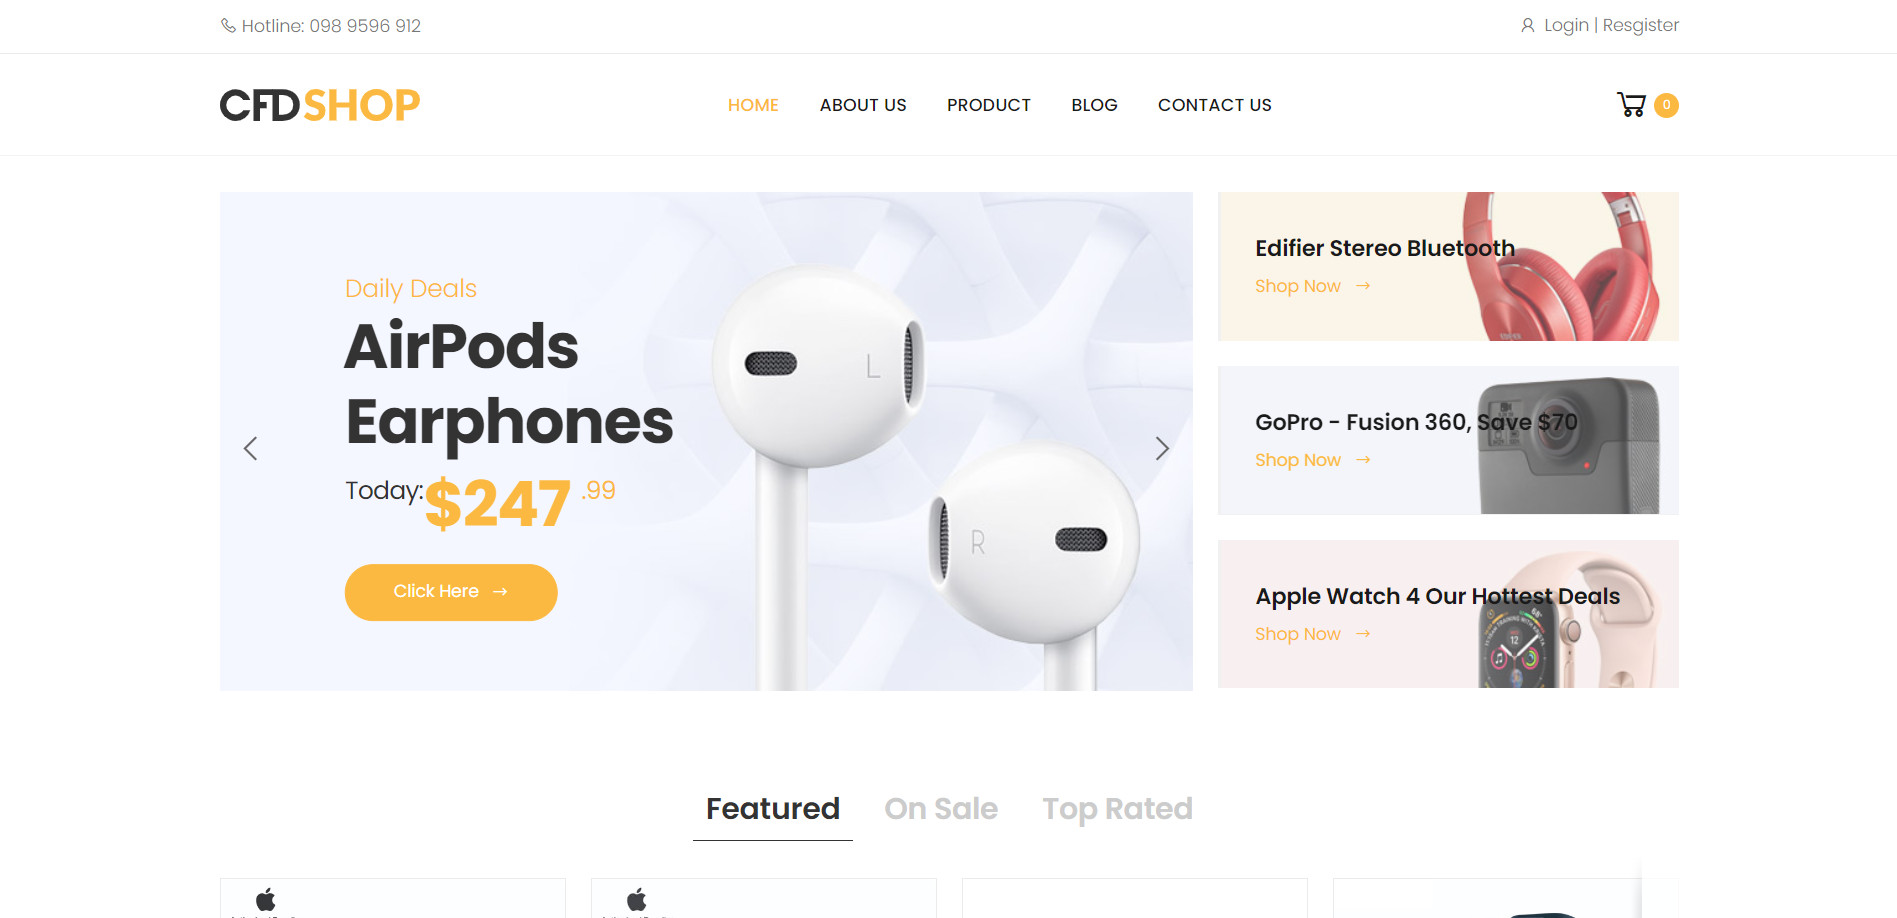 Hotline: 098 9596 912
Login | Resgister
CFDSHOP
HOME
ABOUT US
PRODUCT
BLOG
CONTACT US
0
Daily Deals
AirPods
Earphones
Today:$247 .99
Click Here
L
R
Edifier Stereo Bluetooth
Shop Now
GoPro - Fusion 360, Save $70
Shop Now
Apple Watch 4 Our Hottest Deals
Shop Now
Featured
On Sale
Top Rated